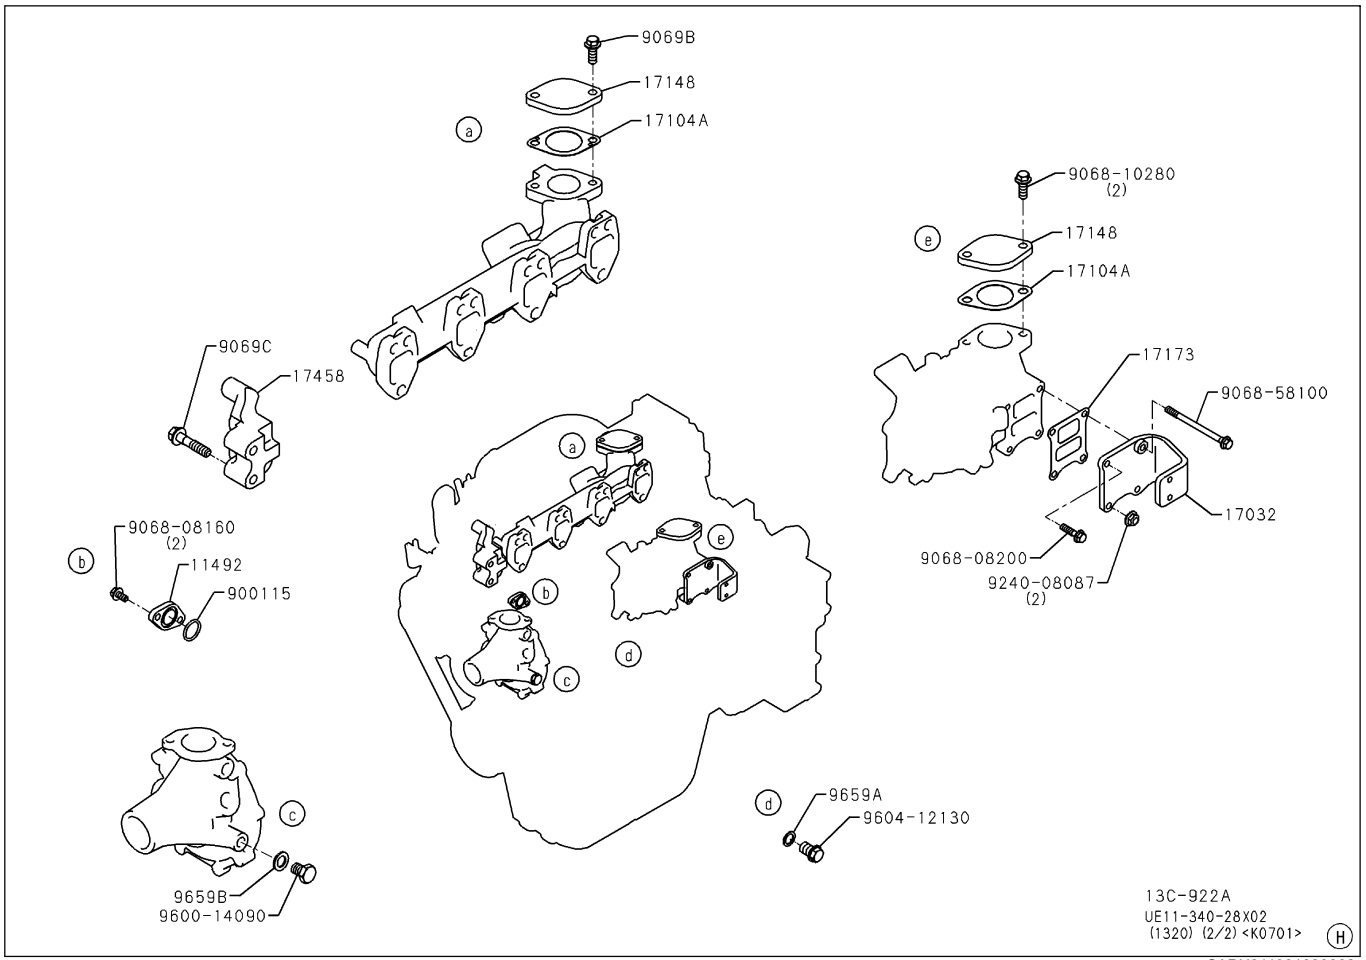 9069B
17148
17104A
a
9068-10280
(2)
e
17148
17104A
9069C
17458
17173
9068-58100
a
17032
9068-08160
(2)
b
11492
900115
e
9068-08200
9240-08087
(2)
b
d
c
d
9659A
9604-12130
c
9659B
9600-14090
13C-922A
UE11-340-28X02
(1320) (2/2) <K0701>
H